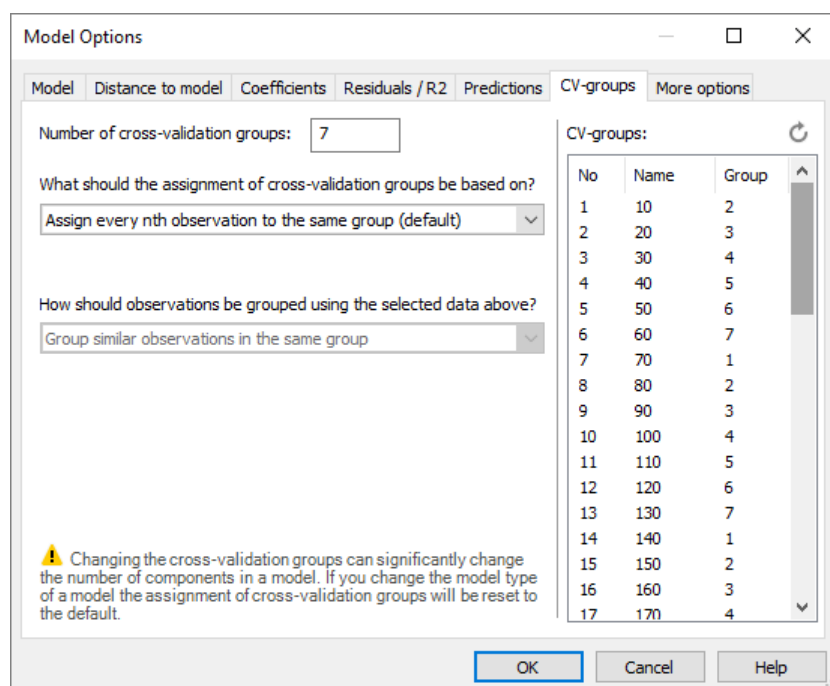 Model Options
Model Distance to model Coefficients Residuals / R2 Predictions CV-groups More options
Number of cross-validation groups: 7
What should the assignment of cross-validation groups be based on?
Assign every nth observation to the same group (default)
How should observations be grouped using the selected data above?
Group similar observations in the same group
Changing the cross-validation groups can significantly change
the number of components in a model. If you change the model type
of a model the assignment of cross-validation groups will be reset to
the default.
CV-groups:
No Name Group
1 10 2
2 20 3
3 30 4
4 40 5
5 50 6
6 60 7
7 70 1
8 80 2
9 90 3
10 100 4
11 110 5
12 120 6
13 130 7
14 140 1
15 150 2
16 160 3
17 170 4
OK Cancel Help